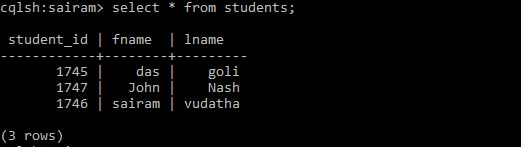 cqlsh:sairam> select * from students;
student_id | fname | lname
------------+--------+---------
1745 | das | goli
1747 | John | Nash
1746 | sairam | vudatha
(3 rows)